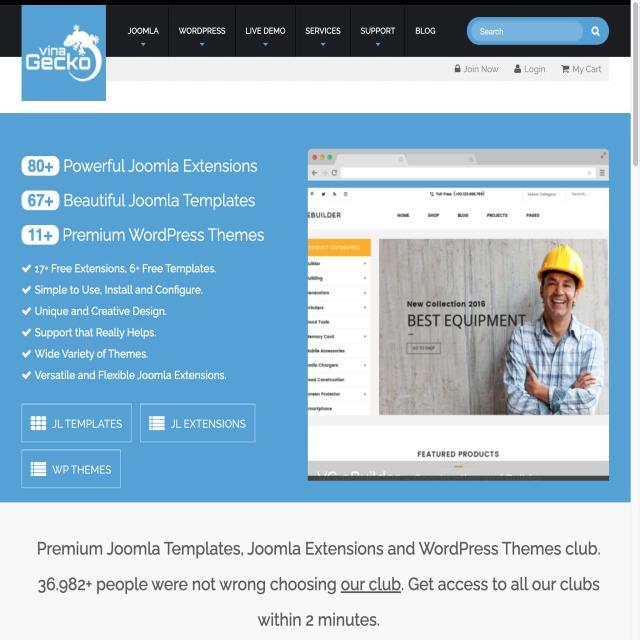 vina
Gecko
JOOMLA
WORDPRESS
LIVE DEMO
SERVICES
SUPPORT
BLOG
Search
Join Now
Login
My Cart
80+ Powerful Joomla Extensions
67+ Beautiful Joomla Templates
11+ Premium WordPress Themes
17+ Free Extensions, 6+ Free Templates.
Simple to Use, Install and Configure.
Unique and Creative Design.
Support that Really Helps.
Wide Variety of Themes.
Versatile and Flexible Joomla Extensions.
JL TEMPLATES
JL EXTENSIONS
WP THEMES
Select Category
Search...
EBUILDER
HOME
SHOP
BLOG
PROJECTS
PAGES
PRODUCT CATEGORIES
New Collection 2016
BEST EQUIPMENT
GO TO SHOP
FEATURED PRODUCTS
Premium Joomla Templates, Joomla Extensions and WordPress Themes club.
36.982+ people were not wrong choosing our club. Get access to all our clubs
within 2 minutes.